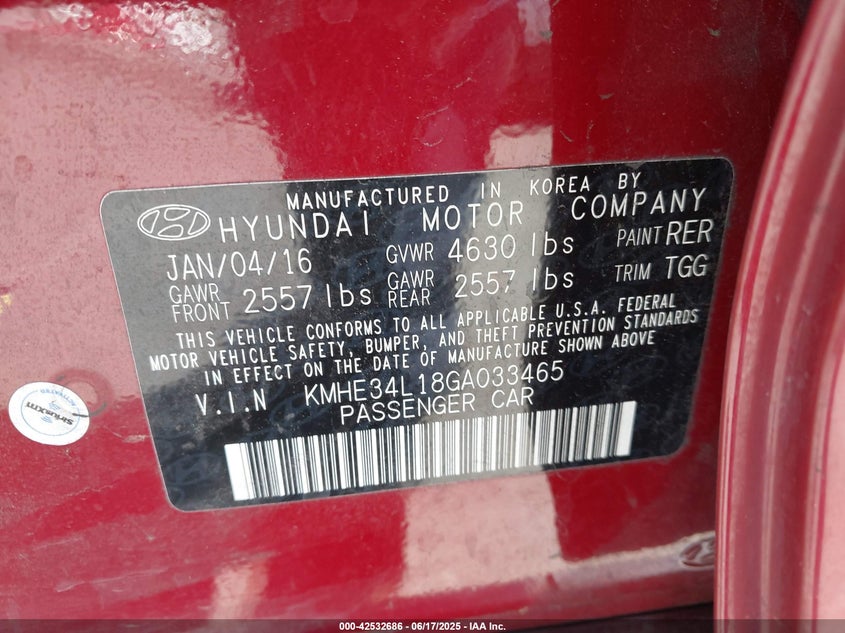 MANUFACTURED IN KOREA BY
HYUNDAI MOTOR COMPANY
JAN/04/16 GVWR 4630 lbs PAINT RER
GAWR FRONT 2557 lbs GAWR REAR 2557 lbs TRIM TGG
THIS VEHICLE CONFORMS TO ALL APPLICABLE U.S.A. FEDERAL
MOTOR VEHICLE SAFETY, BUMPER, AND THEFT PREVENTION STANDARDS
IN EFFECT ON THE DATE OF MANUFACTURE SHOWN ABOVE
V.I.N KMHE34L18GA033465
PASSENGER CAR
((siriusxm))
ACTIVATED
000-42532686 - 06/17/2025 - IAA Inc.